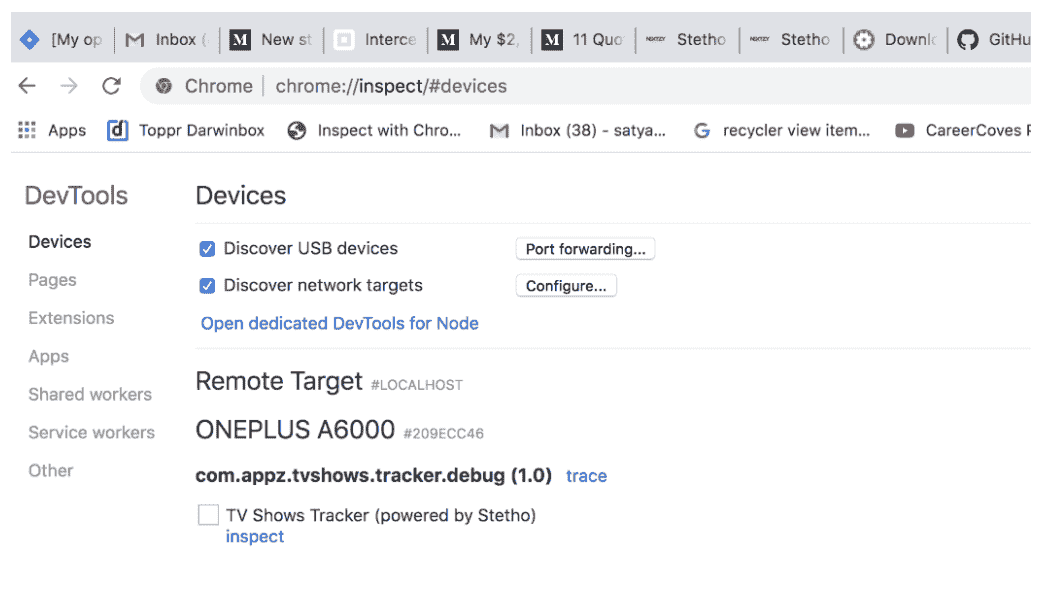 [My op M Inbox ( M New st Interce M My $2, M 11 Quo Stetho Stetho Downlo GitHu
Chrome | chrome://inspect/#devices
Apps d Toppr Darwinbox Inspect with Chro... Inbox (38) - satya... G recycler view item... CareerCoves P
DevTools
Devices
Devices
Discover USB devices Port forwarding...
Pages
Discover network targets Configure...
Extensions
Open dedicated DevTools for Node
Apps
Remote Target #LOCALHOST
Shared workers
ONEPLUS A6000 #209ECC46
Service workers
com.appz.tvshows.tracker.debug (1.0) trace
Other
TV Shows Tracker (powered by Stetho)
inspect